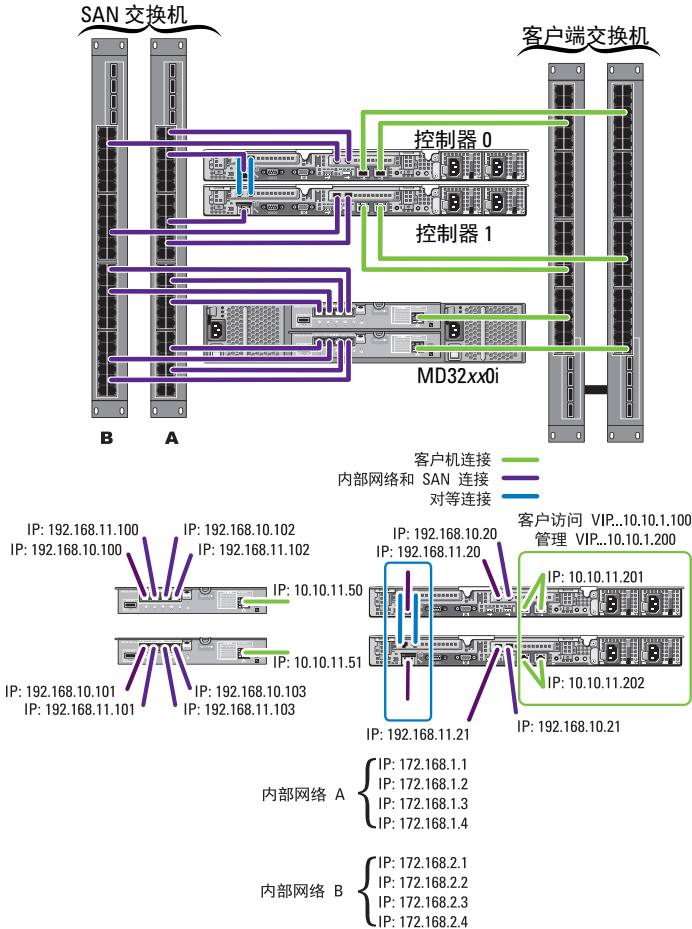 SAN 交换机
客户端交换机
控制器 0
控制器 1
MD32xx0i
B
A
客户机连接
内部网络和 SAN 连接
对等连接
IP: 192.168.11.100
IP: 192.168.10.102
IP: 192.168.10.100
IP: 192.168.11.102
IP: 10.10.11.50
IP: 10.10.11.51
IP: 192.168.10.101
IP: 192.168.10.103
IP: 192.168.11.101
IP: 192.168.11.103
IP: 192.168.10.20
IP: 192.168.11.20
客户访问 VIP...10.10.1.100
管理 VIP...10.10.1.200
IP: 10.10.11.201
IP: 10.10.11.202
IP: 192.168.11.21
IP: 192.168.10.21
内部网络 A
IP: 172.168.1.1
IP: 172.168.1.2
IP: 172.168.1.3
IP: 172.168.1.4
内部网络 B
IP: 172.168.2.1
IP: 172.168.2.2
IP: 172.168.2.3
IP: 172.168.2.4